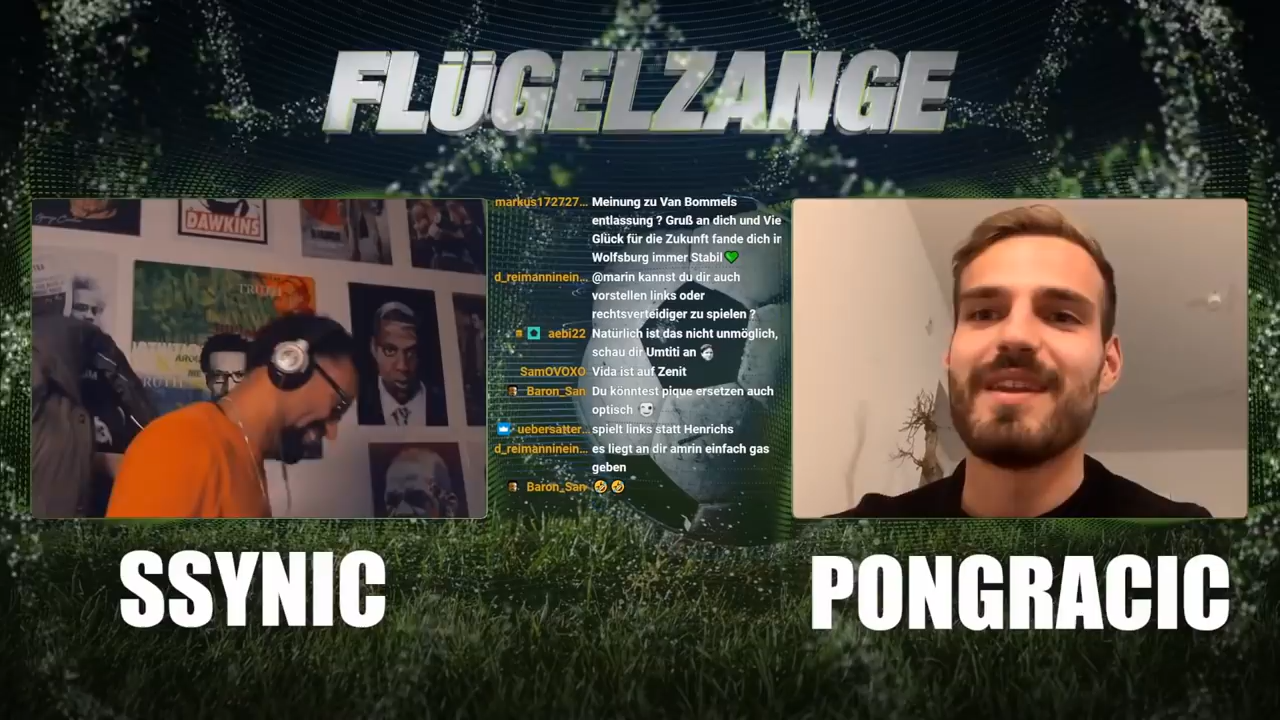 FLÜGELZANGE
DAWKINS
TRUTH
markus172727... Meinung zu Van Bommels
entlassung ? Gruß an dich und Vie
Glück für die Zukunft fande dich in
Wolfsburg immer Stabil
d_reimanninein... @marin kannst du dir auch
vorstellen links oder
rechtsverteidiger zu spielen ?
aebi22 Natürlich ist das nicht unmöglich,
schau dir Umtiti an
SamOVOXO Vida ist auf Zenit
Baron_San Du könntest pique ersetzen auch
optisch
uebersatter... spielt links statt Henrichs
d_reimanninein... es liegt an dir amrin einfach gas
geben
Baron_San 🤣 🤣
SSYNIC
PONGRACIC